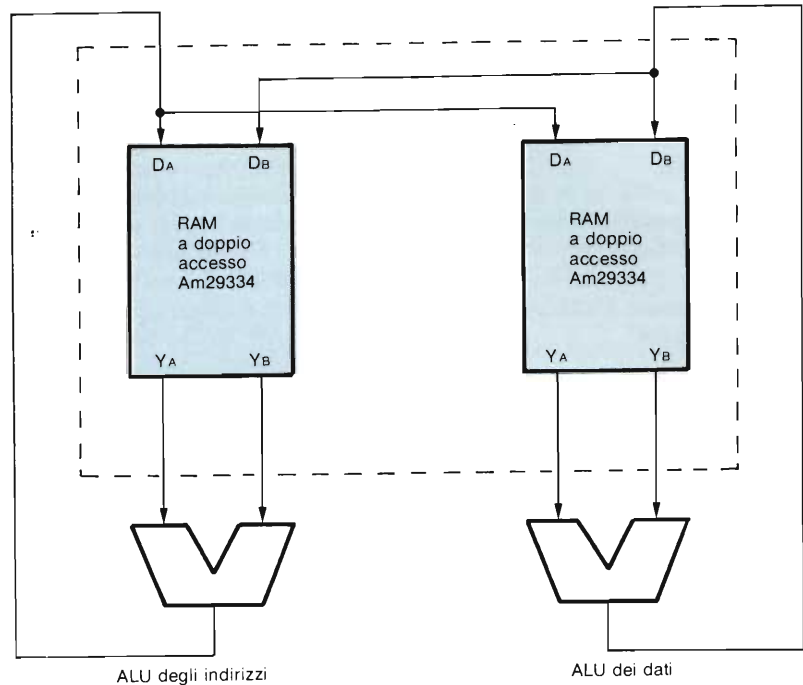 DA DB
RAM
a doppio
accesso
Am29334
YA YB
DA DB
RAM
a doppio
accesso
Am29334
YA YB
ALU degli indirizzi
ALU dei dati